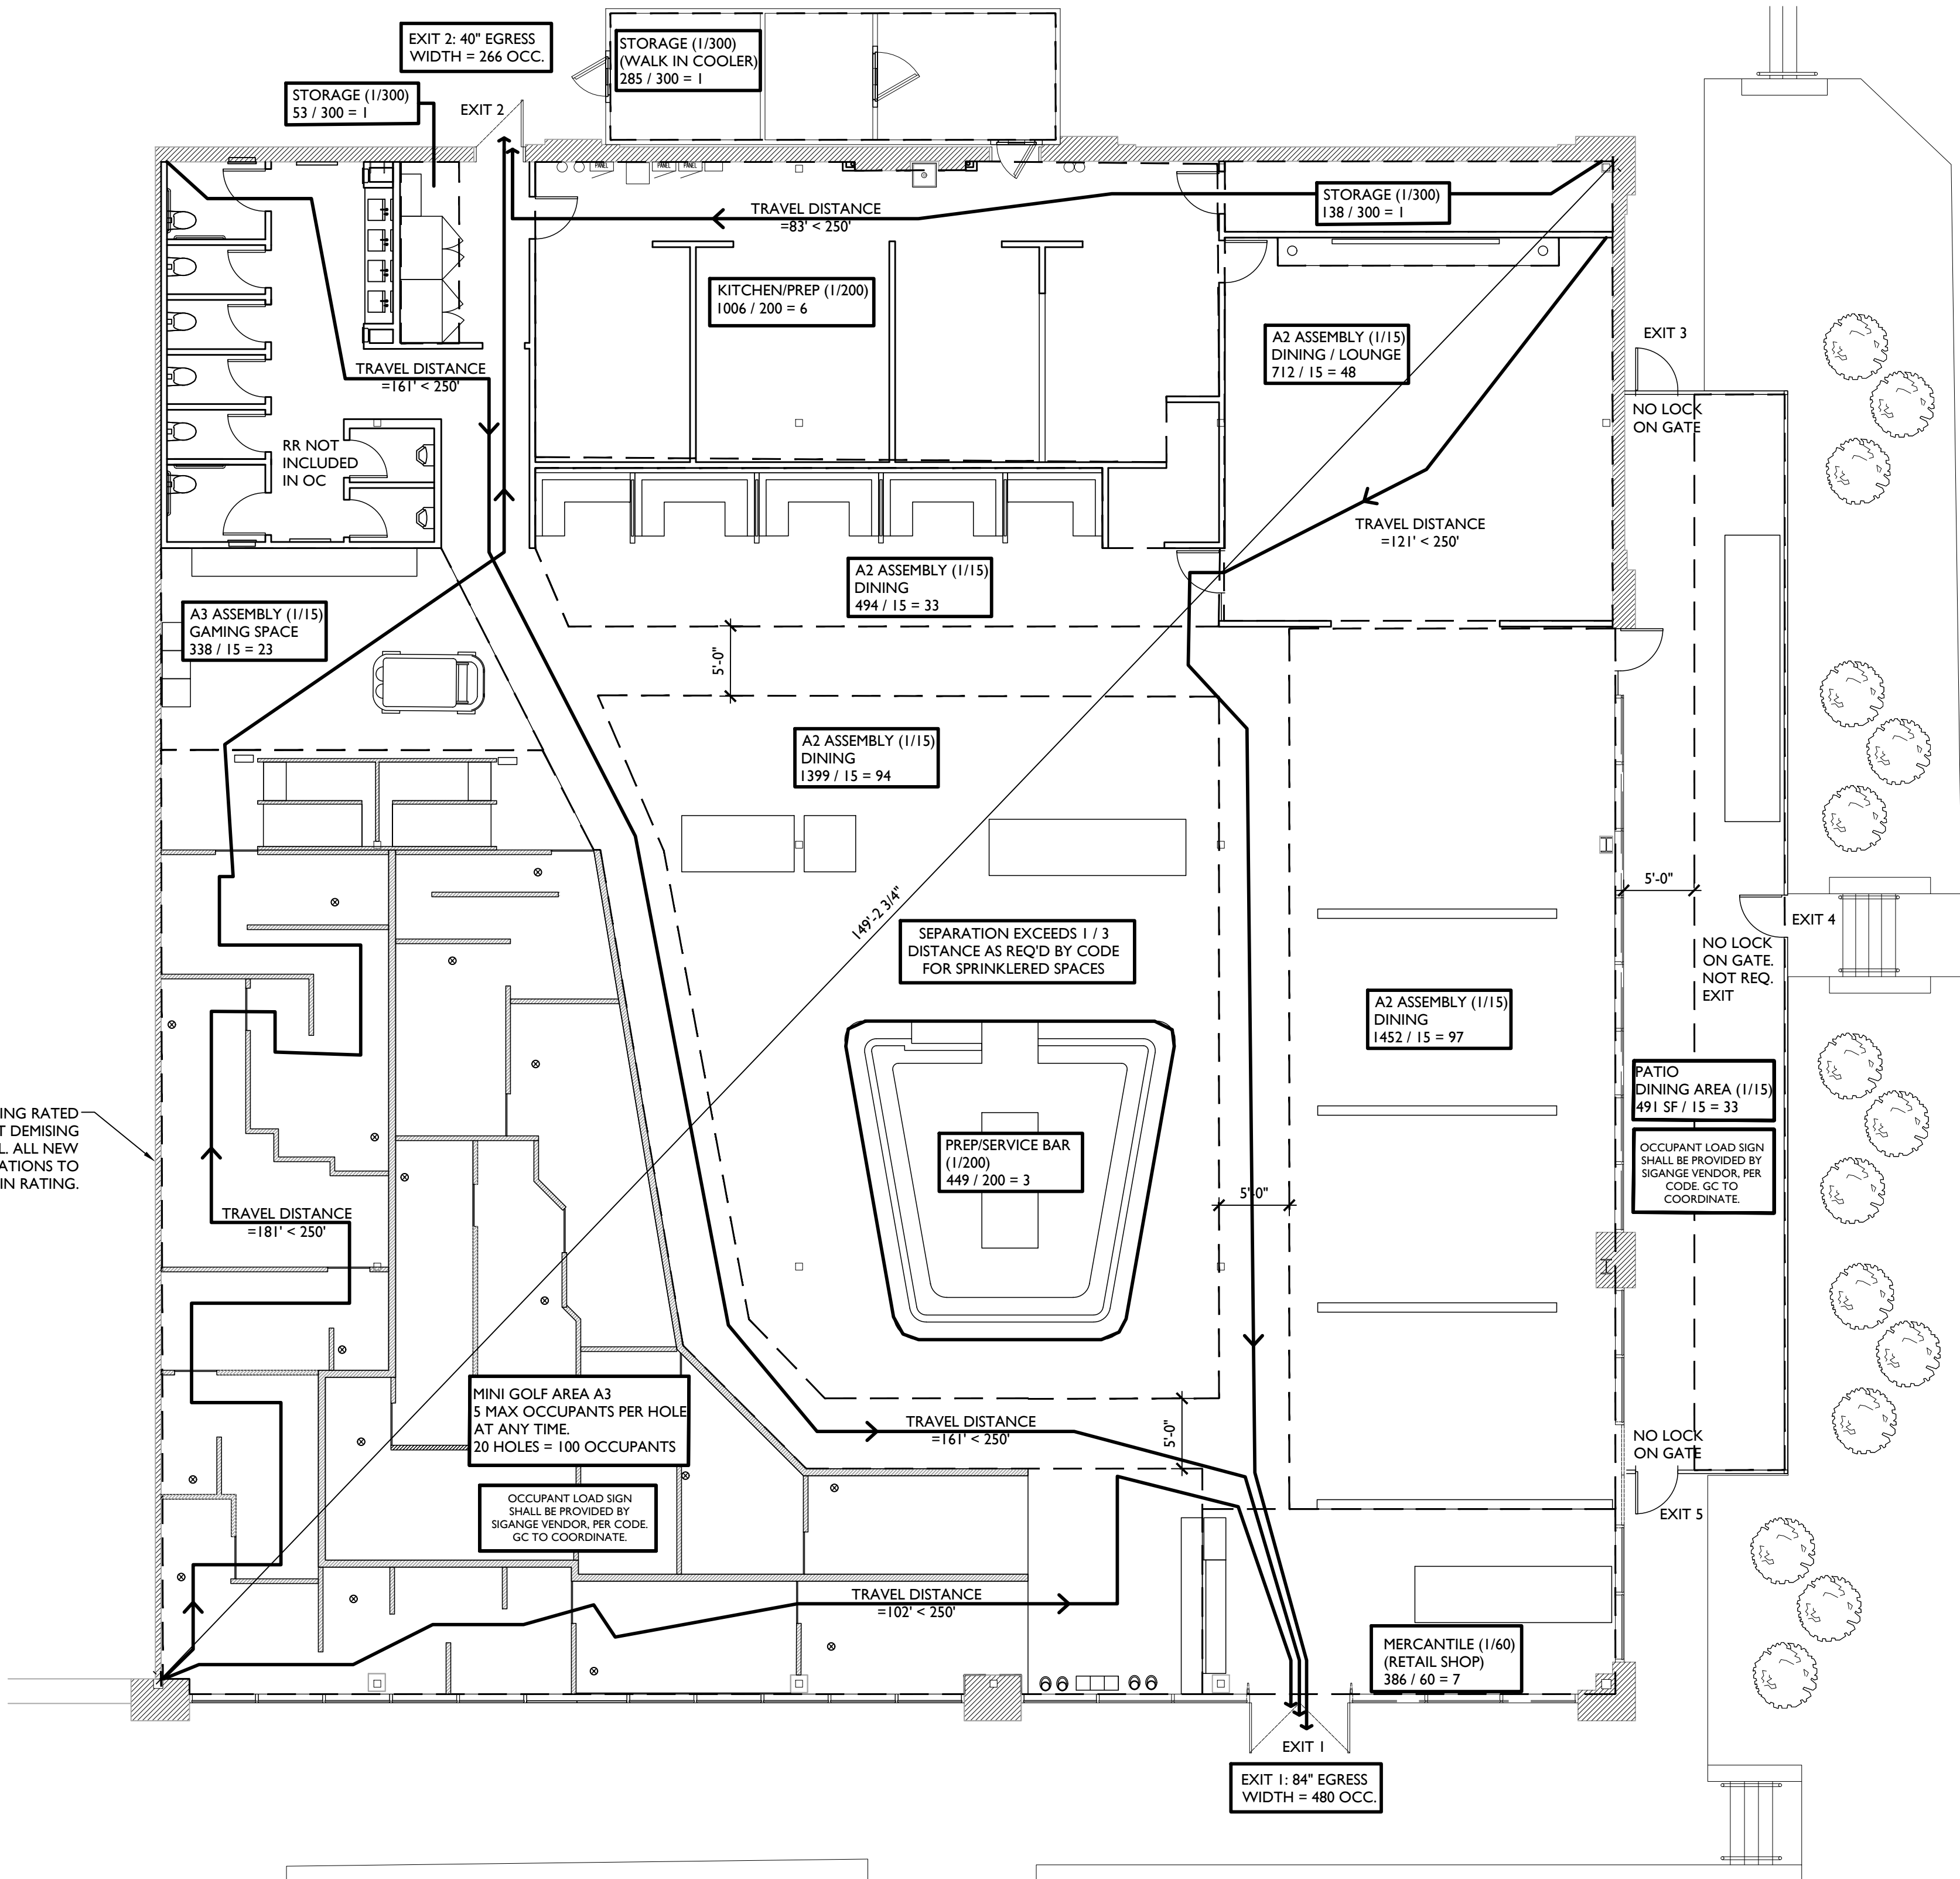 EXIT 2: 40" EGRESS
WIDTH = 266 OCC.
STORAGE (1/300)
(WALK IN COOLER)
285 / 300 = 1
STORAGE (1/300)
53 / 300 = 1
EXIT 2
PANEL
PANEL
PANEL
TRAVEL DISTANCE
=83' < 250'
STORAGE (1/300)
138 / 300 = 1
KITCHEN/PREP (1/200)
1006 / 200 = 6
A2 ASSEMBLY (1/15)
DINING / LOUNGE
712 / 15 = 48
EXIT 3
TRAVEL DISTANCE
=161' < 250'
NO LOCK
ON GATE
RR NOT
INCLUDED
IN OC
TRAVEL DISTANCE
=121' < 250'
A2 ASSEMBLY (1/15)
DINING
494 / 15 = 33
A3 ASSEMBLY (1/15)
GAMING SPACE
338 / 15 = 23
5'-0"
A2 ASSEMBLY (1/15)
DINING
1399 / 15 = 94
149'-2 3/4"
5'-0"
EXIT 4
SEPARATION EXCEEDS 1 / 3
DISTANCE AS REQ'D BY CODE
FOR SPRINKLERED SPACES
NO LOCK
ON GATE.
NOT REQ.
EXIT
A2 ASSEMBLY (1/15)
DINING
1452 / 15 = 97
PATIO
DINING AREA (1/15)
491 SF / 15 = 33
ING RATED
T DEMISING
L. ALL NEW
ATIONS TO
IN RATING.
PREP/SERVICE BAR
(1/200)
449 / 200 = 3
OCCUPANT LOAD SIGN
SHALL BE PROVIDED BY
SIGANGE VENDOR, PER
CODE. GC TO
COORDINATE.
5'-0"
TRAVEL DISTANCE
=181' < 250'
MINI GOLF AREA A3
5 MAX OCCUPANTS PER HOLE
AT ANY TIME.
20 HOLES = 100 OCCUPANTS
TRAVEL DISTANCE
=161' < 250'
5'-0"
NO LOCK
ON GATE
OCCUPANT LOAD SIGN
SHALL BE PROVIDED BY
SIGANGE VENDOR, PER CODE.
GC TO COORDINATE.
EXIT 5
TRAVEL DISTANCE
=102' < 250'
MERCANTILE (1/60)
(RETAIL SHOP)
386 / 60 = 7
EXIT 1
EXIT 1: 84" EGRESS
WIDTH = 480 OCC.